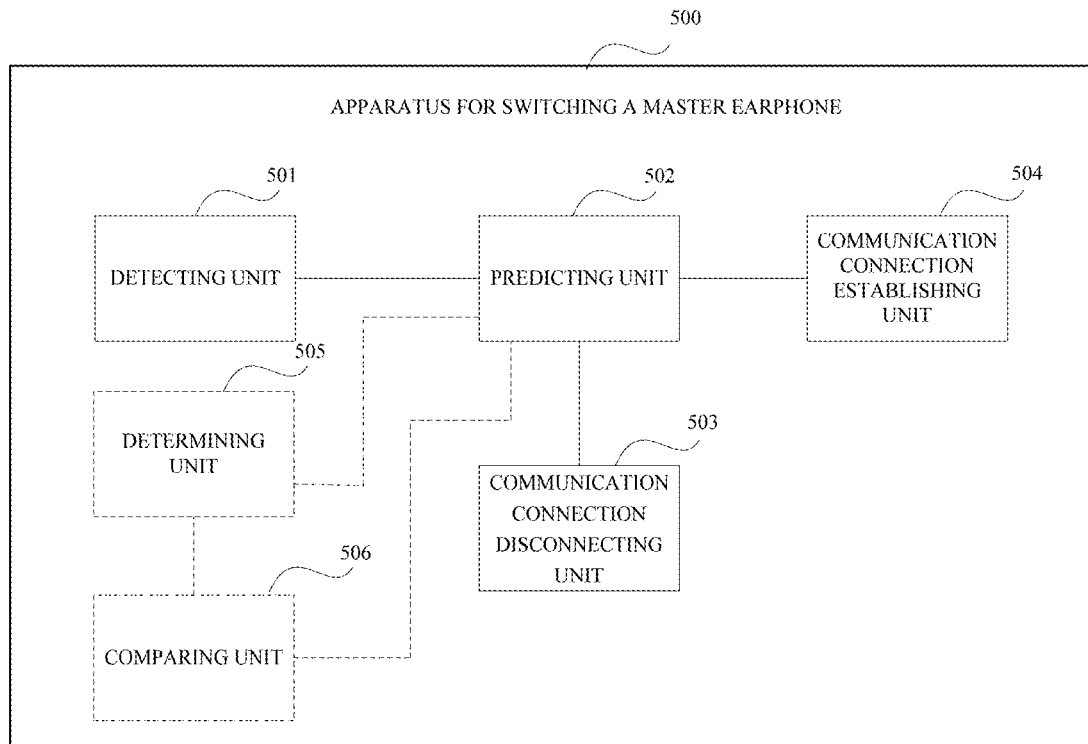 500
APPARATUS FOR SWITCHING A MASTER EARPHONE
501
502
504
DETECTING UNIT
PREDICTING UNIT
COMMUNICATION
CONNECTION
ESTABLISHING
UNIT
505
DETERMINING
UNIT
503
COMMUNICATION
CONNECTION
DISCONNECTING
UNIT
506
COMPARING UNIT